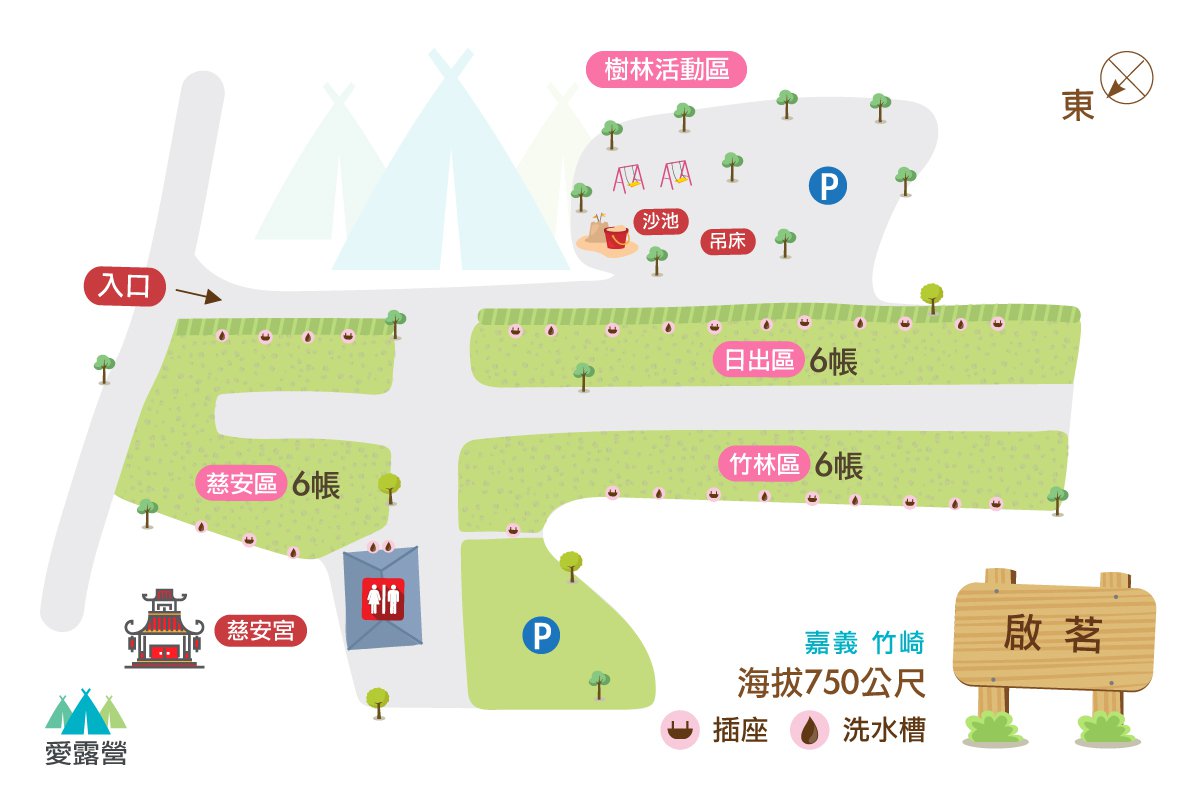 樹林活動區
東
P
沙池
吊床
入口
日出區 6帳
竹林區 6帳
慈安區 6帳
慈安宮
P
啟茗
嘉義 竹崎
海拔750公尺
插座 洗水槽
愛露營